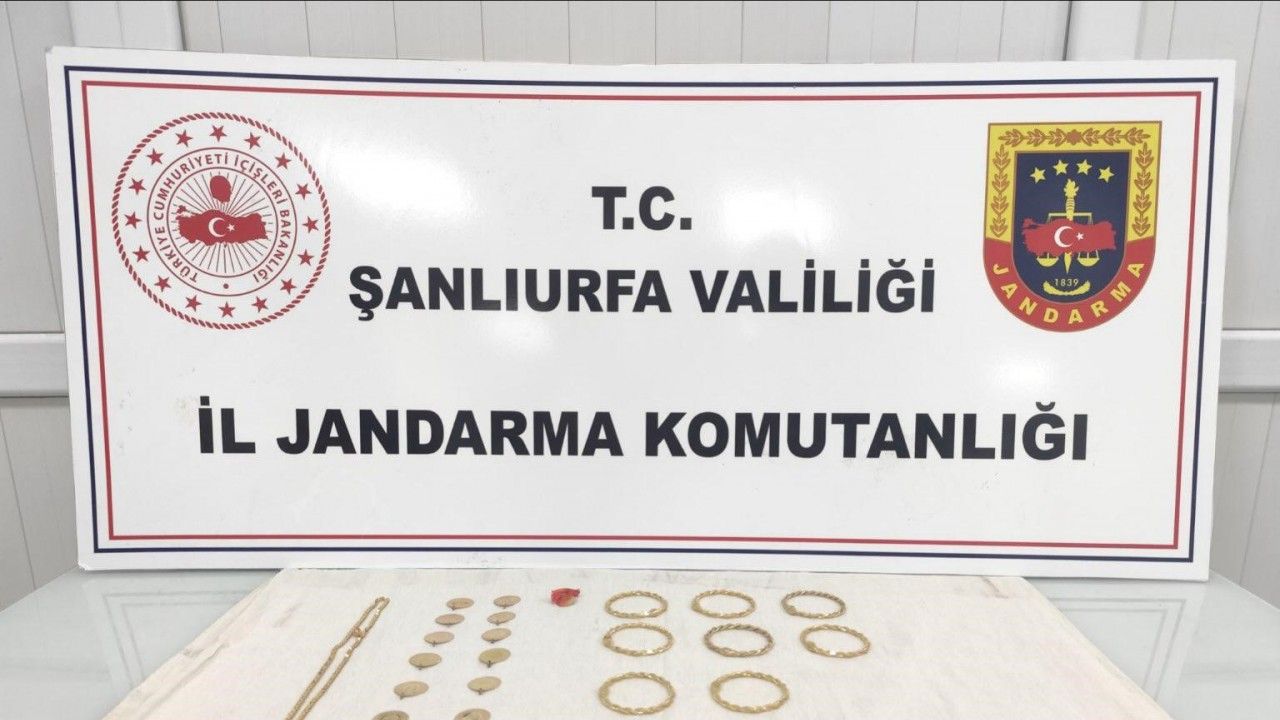 TÜRKİYE CUMHURİYETİ İÇİŞLERİ BAKANLIĞI
T.C.
ŞANLIURFA VALİLİĞİ
İL JANDARMA KOMUTANLIĞI
1839
JANDARMA